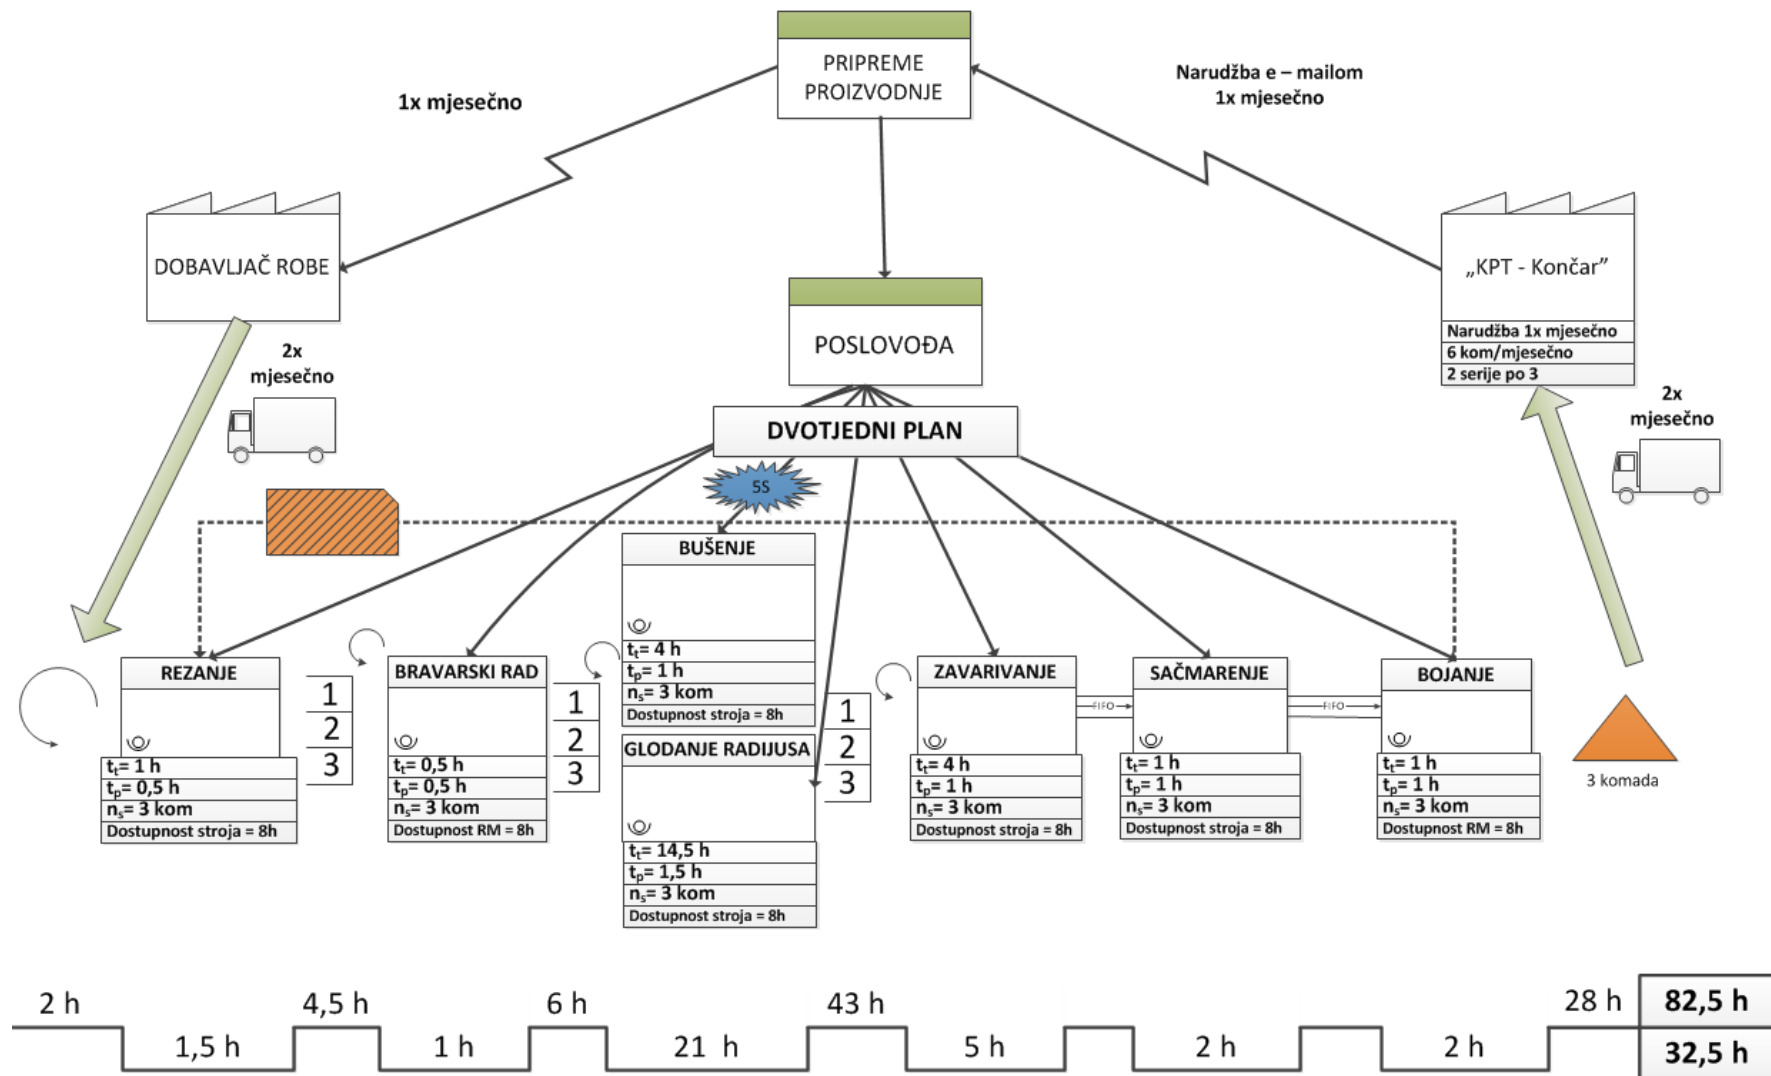 PRIPREME
PROIZVODNJE
1x mjesečno
Narudžba e – mailom
1x mjesečno
DOBAVLJAČ ROBE
„KPT - Končar”
Narudžba 1x mjesečno
6 kom/mjesečno
2 serije po 3
POSLOVOĐA
2x
mjesečno
2x
mjesečno
DVOTJEDNI PLAN
5S
REZANJE
tt= 1 h
tp= 0,5 h
ns= 3 kom
Dostupnost stroja = 8h
1
2
3
BRAVARSKI RAD
tt= 0,5 h
tp= 0,5 h
ns= 3 kom
Dostupnost RM = 8h
1
2
3
BUŠENJE
tt= 4 h
tp= 1 h
ns= 3 kom
Dostupnost stroja = 8h
GLODANJE RADIJUSA
tt= 14,5 h
tp= 1,5 h
ns= 3 kom
Dostupnost stroja = 8h
1
2
3
ZAVARIVANJE
tt= 4 h
tp= 1 h
ns= 3 kom
Dostupnost stroja = 8h
FIFO
SAČMARENJE
tt= 1 h
tp= 1 h
ns= 3 kom
Dostupnost stroja = 8h
FIFO
BOJANJE
tt= 1 h
tp= 1 h
ns= 3 kom
Dostupnost RM = 8h
3 komada
2 h
4,5 h
6 h
43 h
28 h
82,5 h
1,5 h
1 h
21 h
5 h
2 h
2 h
32,5 h